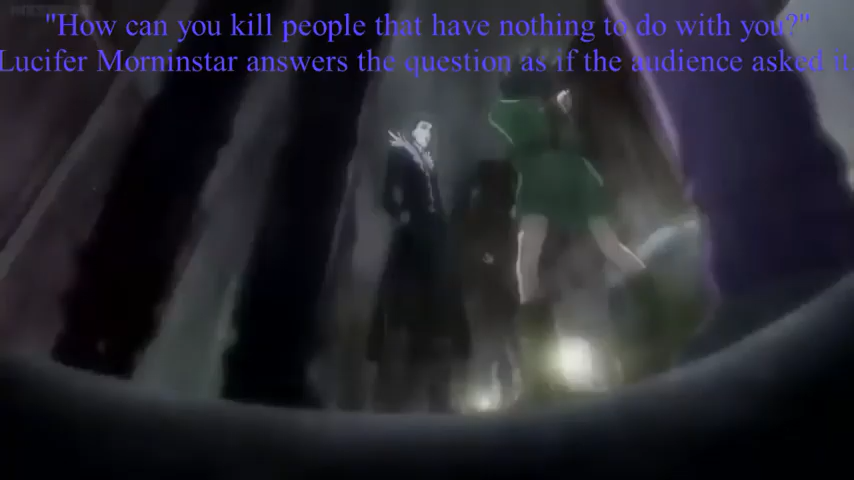 "How can you kill people that have nothing to do with you?"
Lucifer Morninstar answers the question as if the audience asked it